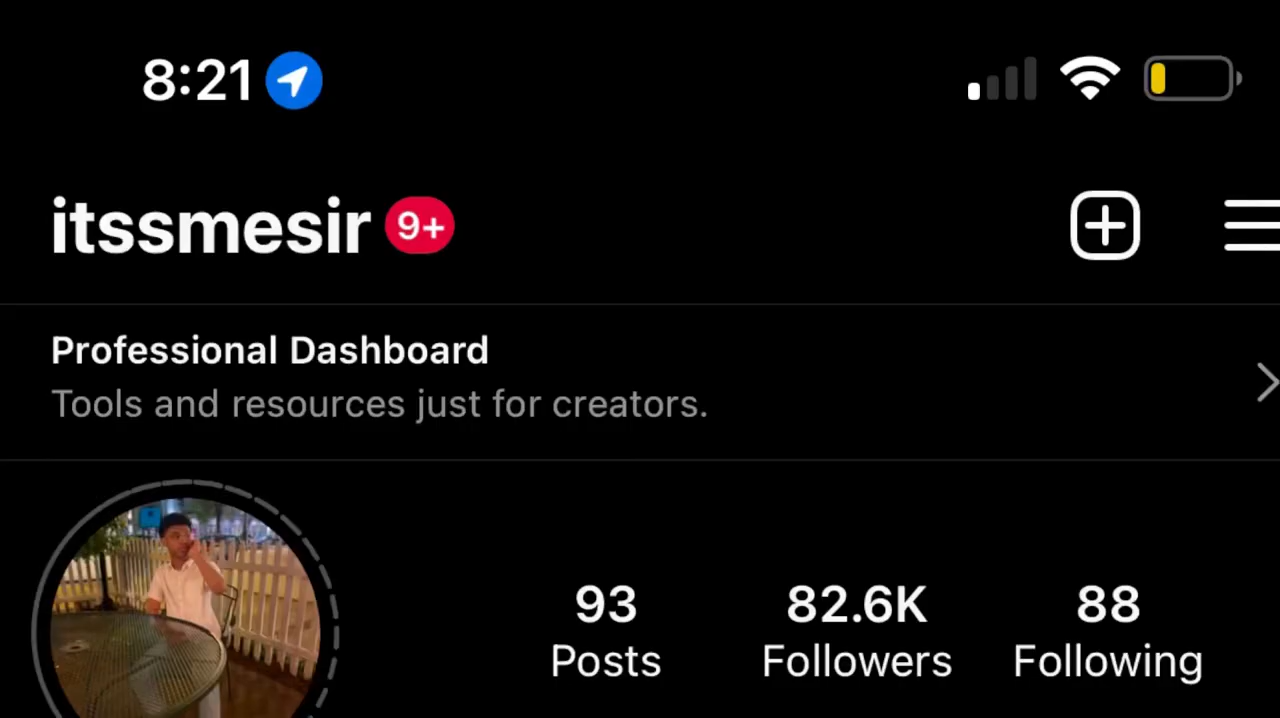 8:21
itssmesir 9+
Professional Dashboard
Tools and resources just for creators.
93 82.6K 88
Posts Followers Following